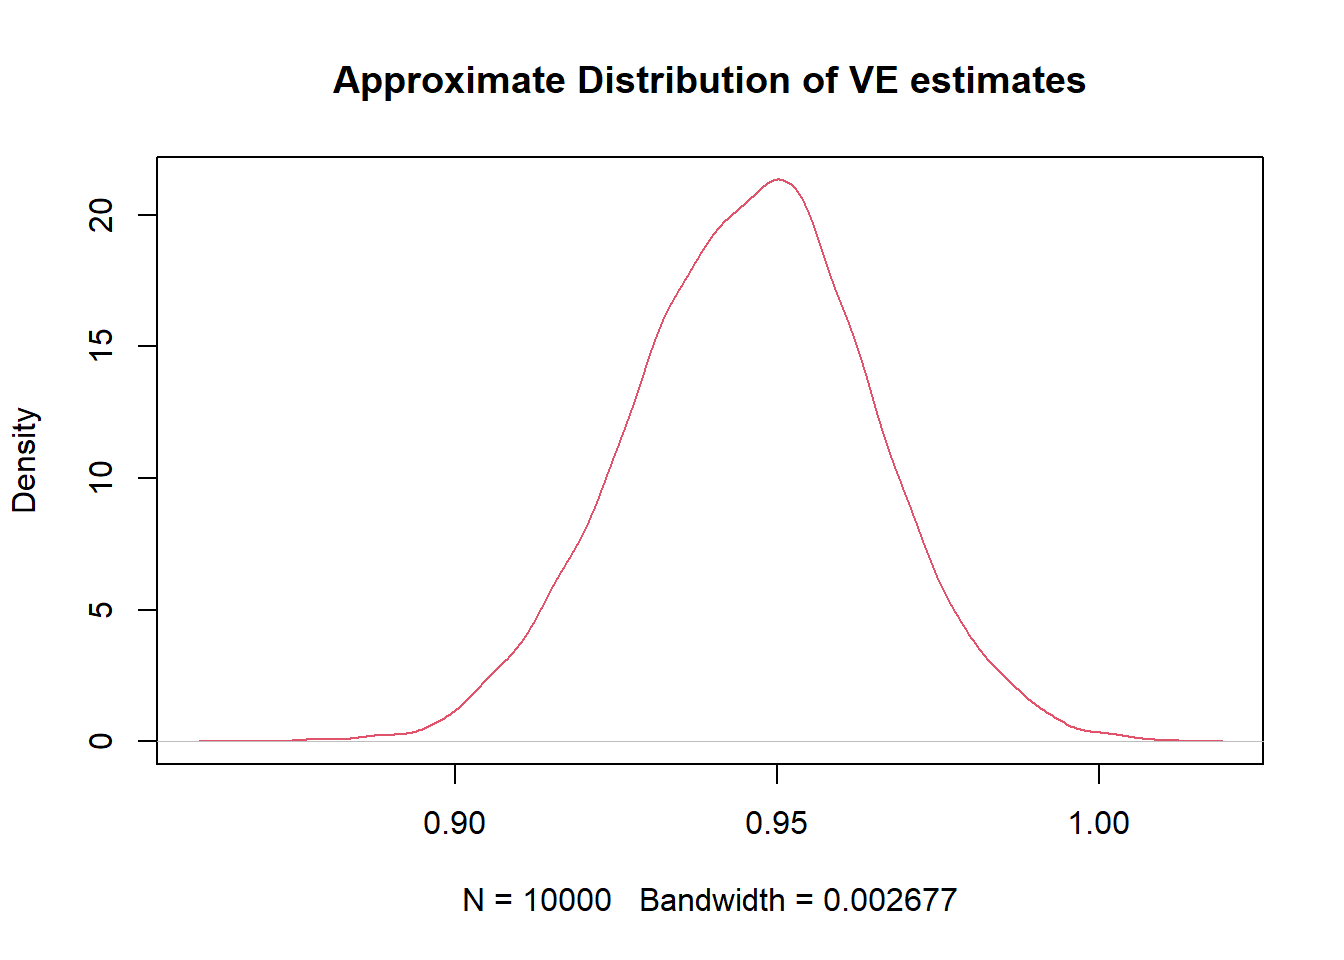 Approximate Distribution of VE estimates
Density
20
15
10
5
0
0.90 0.95 1.00
N = 10000 Bandwidth = 0.002677